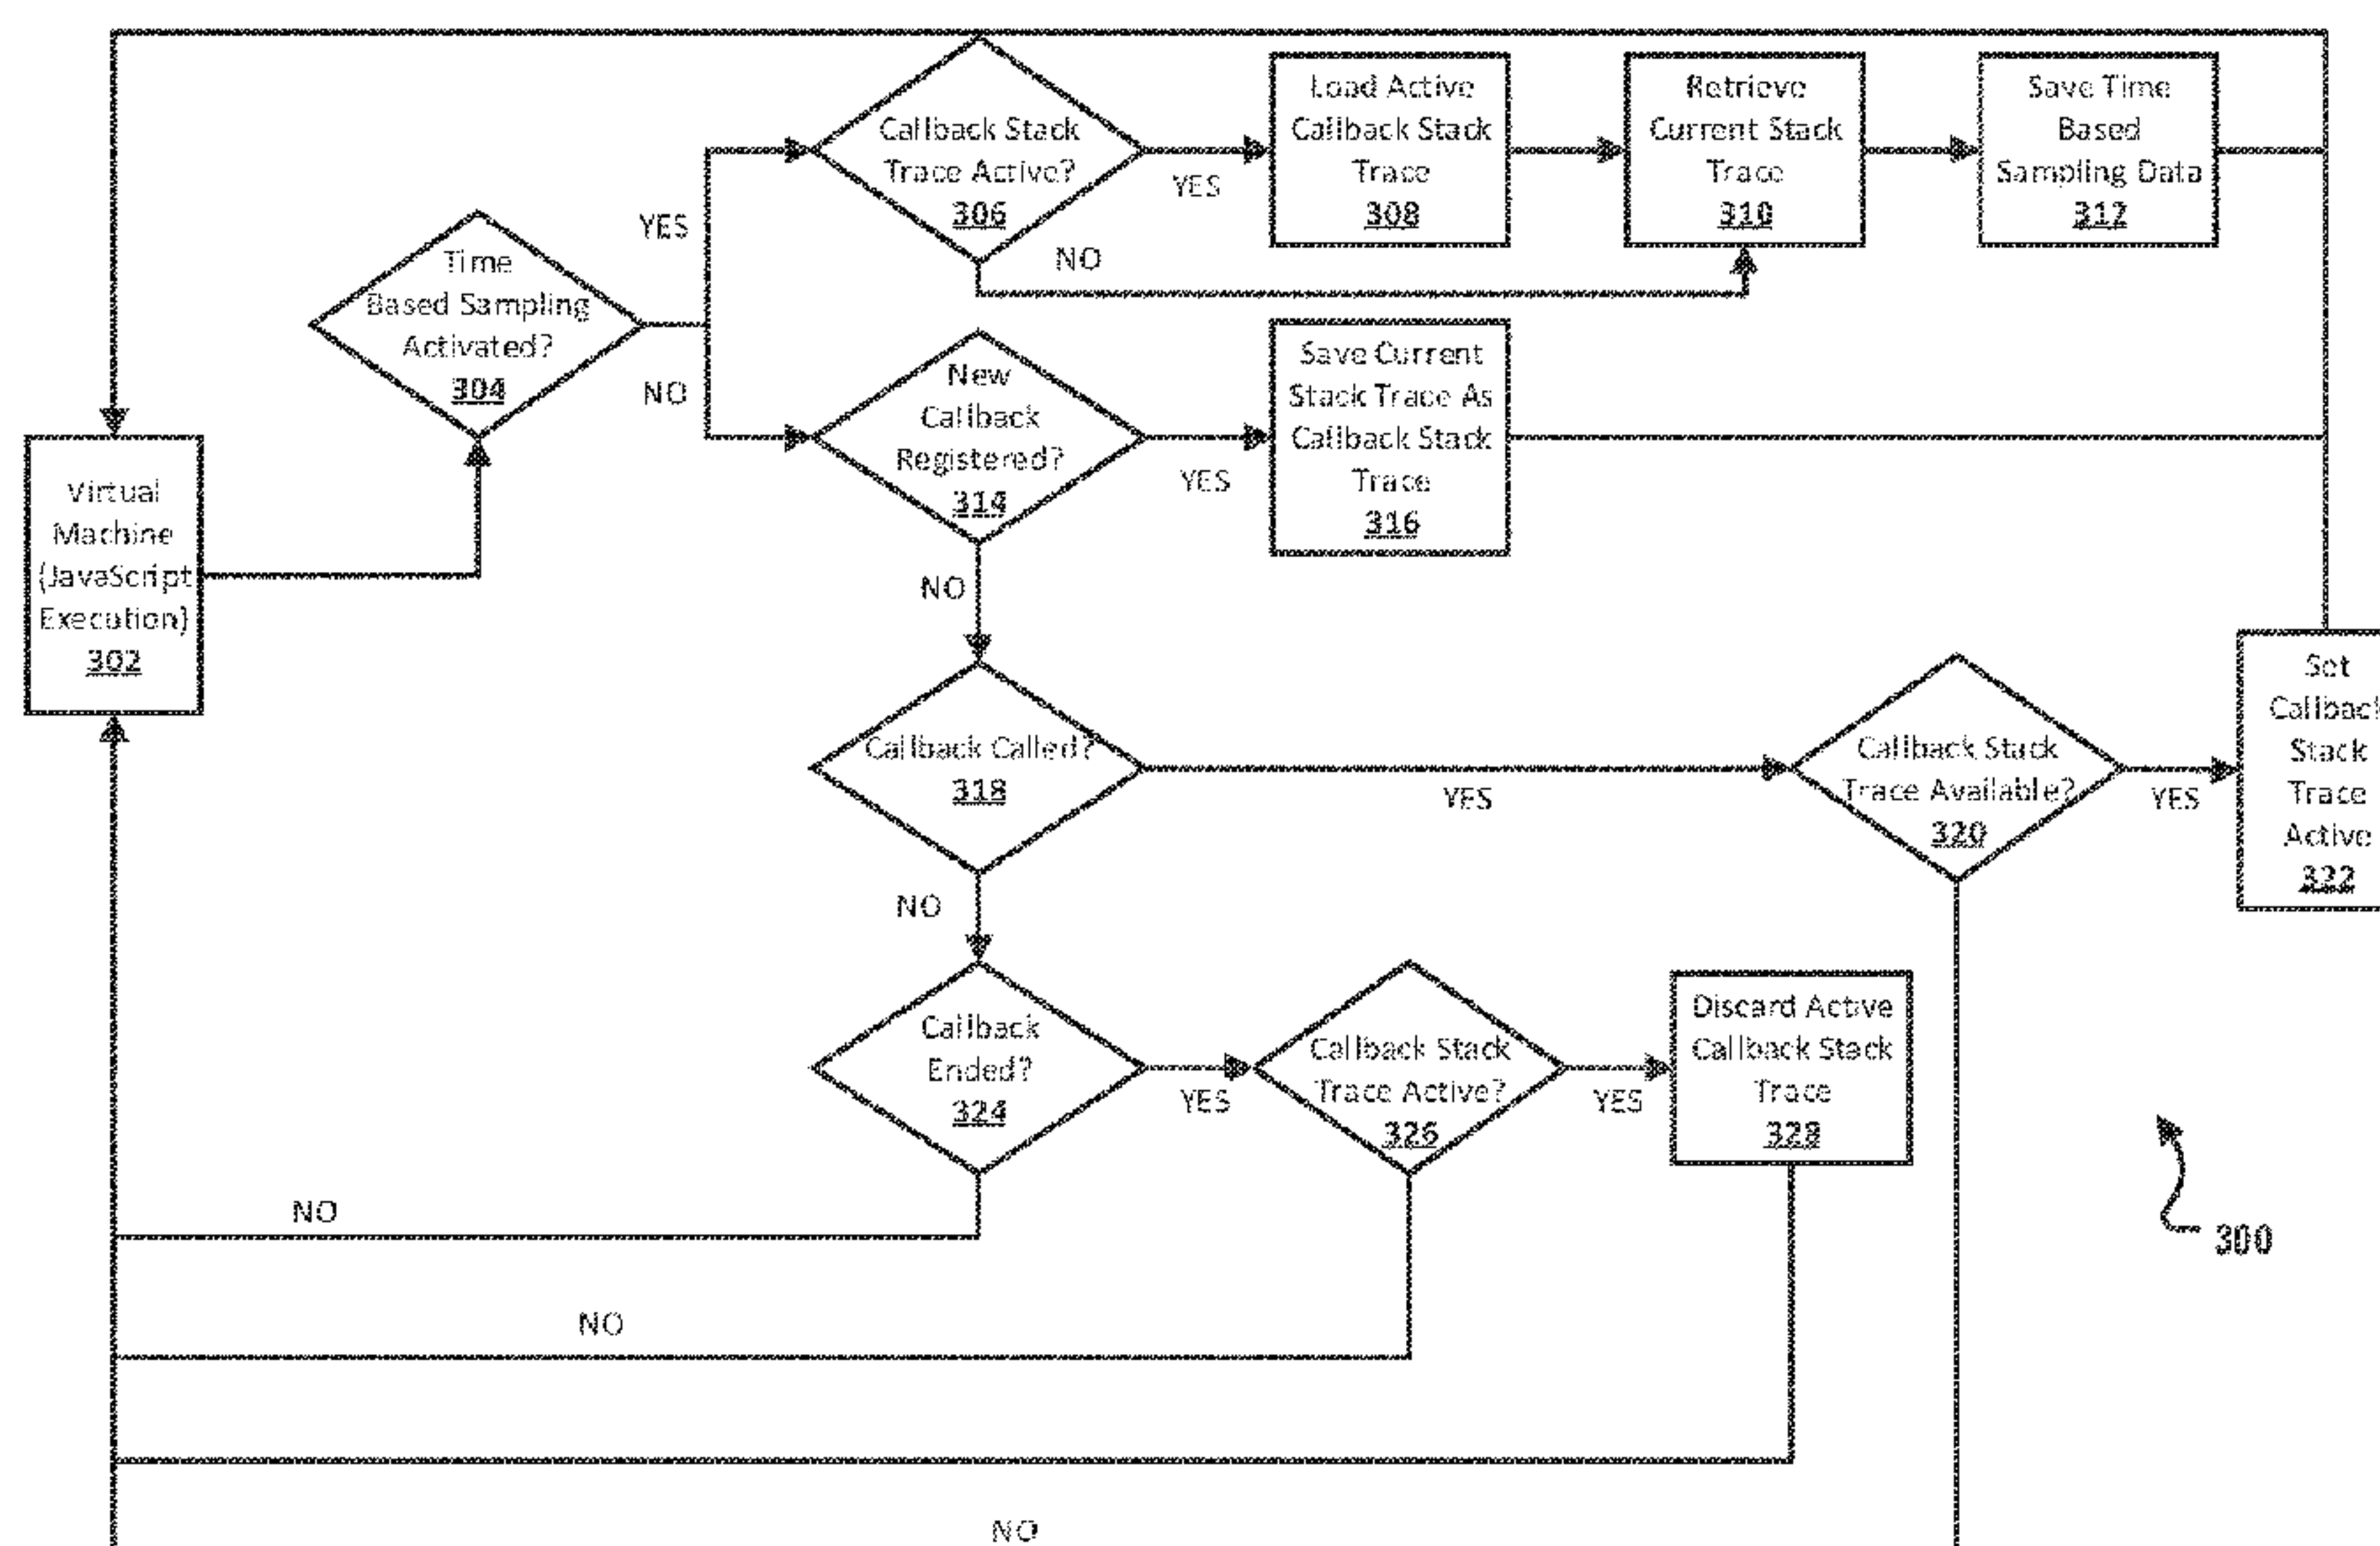 Time
Based Sampling
Activated?
304
YES
NO
Callback Stack
Trace Active?
306
YES
NO
Load Active
Callback Stack
Trace
308
Retrieve
Current Stack
Trace
310
Save Time
Based
Sampling Data
312
New
Callback
Registered?
314
YES
NO
Save Current
Stack Trace As
Callback Stack
Trace
316
Virtual
Machine
(JavaScript
Execution)
302
Callback Called?
318
YES
NO
Callback Stack
Trace Available?
320
YES
Set
Stack
Trace
Active
322
Callback
Ended?
324
YES
NO
Callback Stack
Trace Active?
326
YES
NO
Discard Active
Callback Stack
Trace
328
300
NO